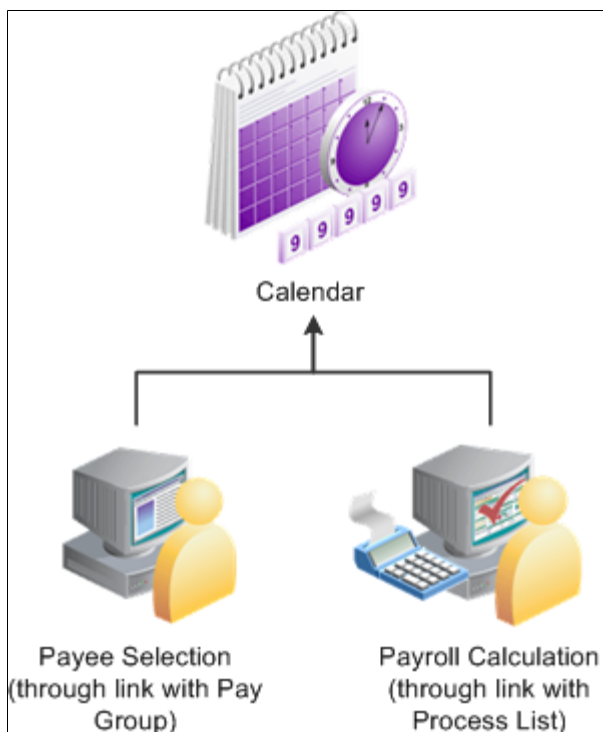 9 9 9 9 9
Calendar
Payee Selection
(through link with Pay
Group)
Payroll Calculation
(through link with
Process List)